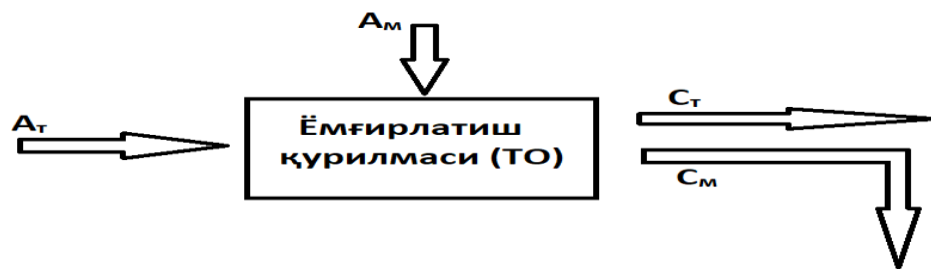 Aм
Aт
Ёмғирлатиш
қурилмаси (ТО)
Cт
Cм